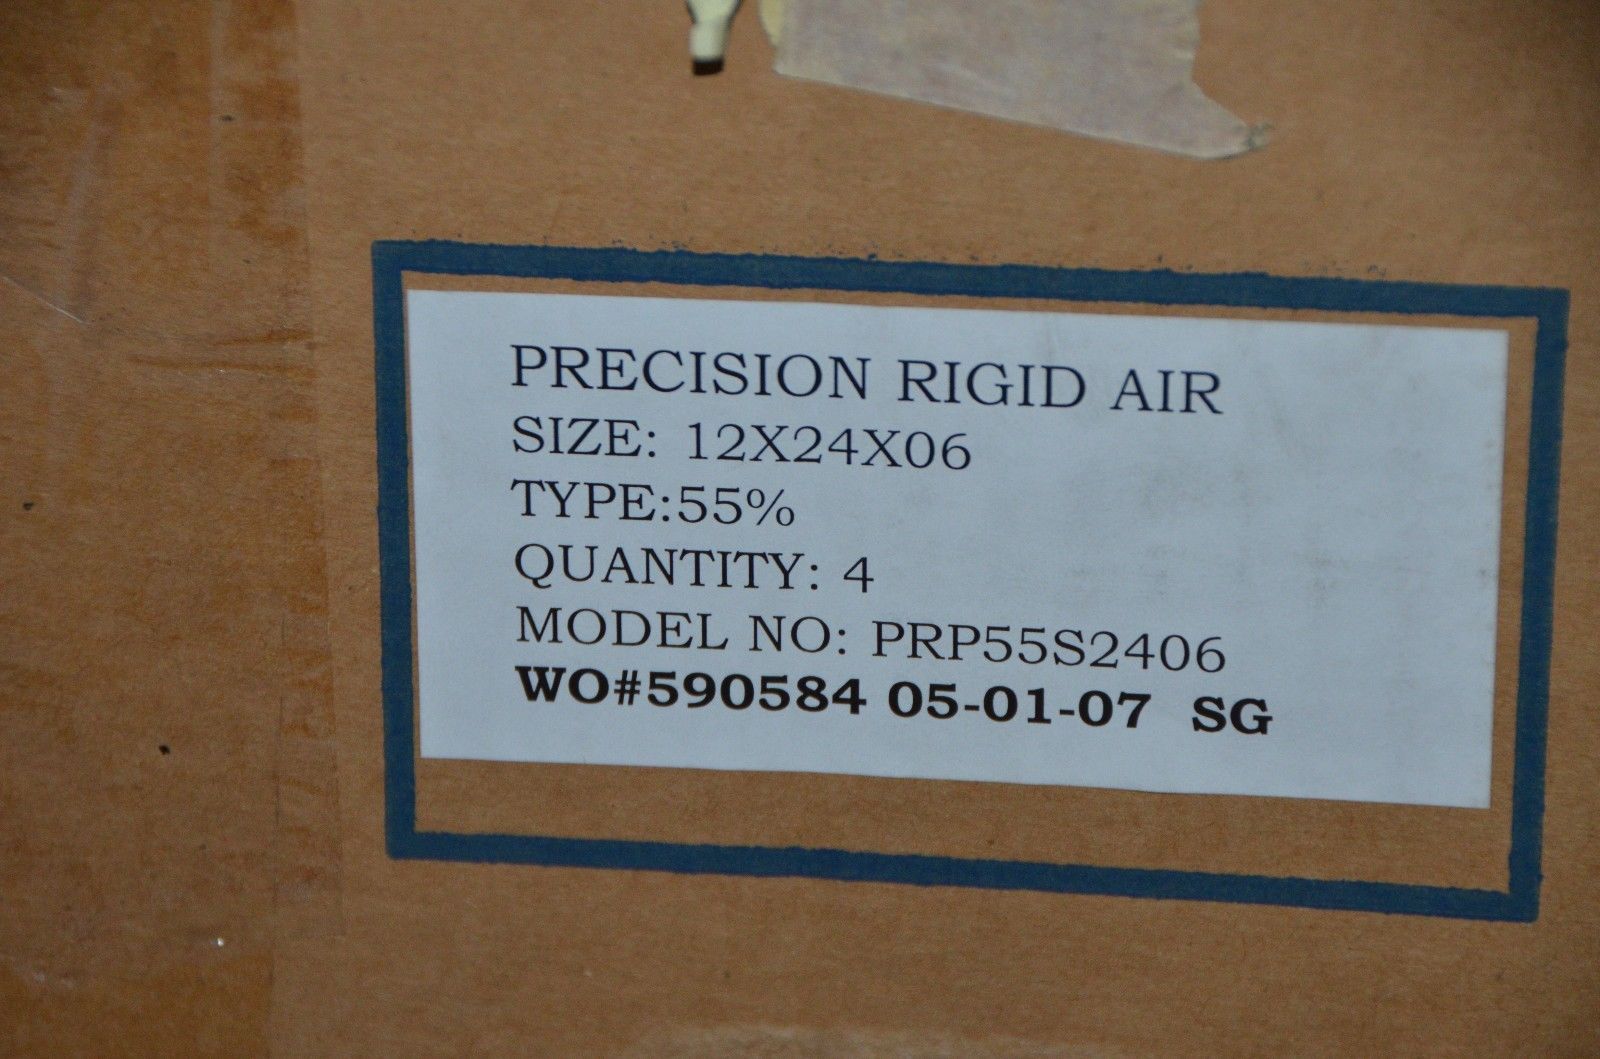 PRECISION RIGID AIR
SIZE: 12X24X06
TYPE:55%
QUANTITY: 4
MODEL NO: PRP55S2406
WO#590584 05-01-07 SG